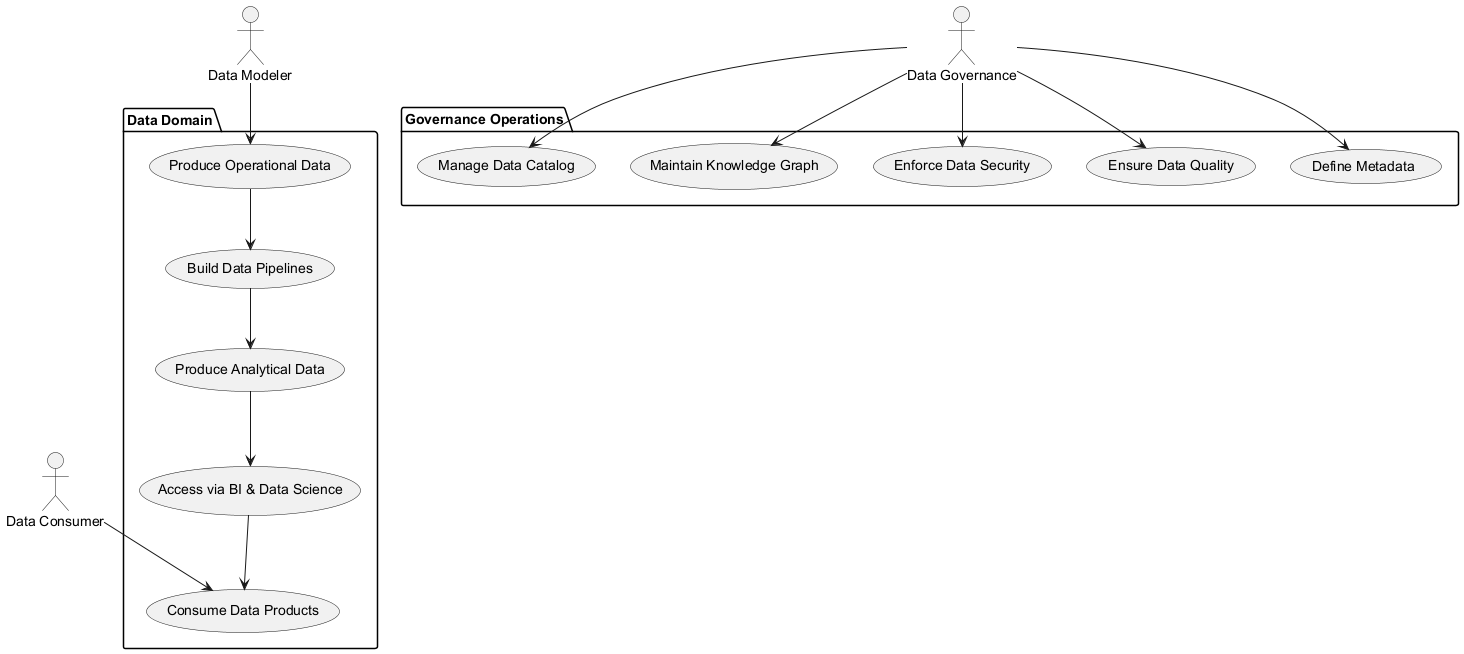 Data Modeler
Data Governance
Data Domain
Governance Operations
Produce Operational Data
Manage Data Catalog
Maintain Knowledge Graph
Enforce Data Security
Ensure Data Quality
Define Metadata
Build Data Pipelines
Produce Analytical Data
Access via BI & Data Science
Data Consumer
Consume Data Products